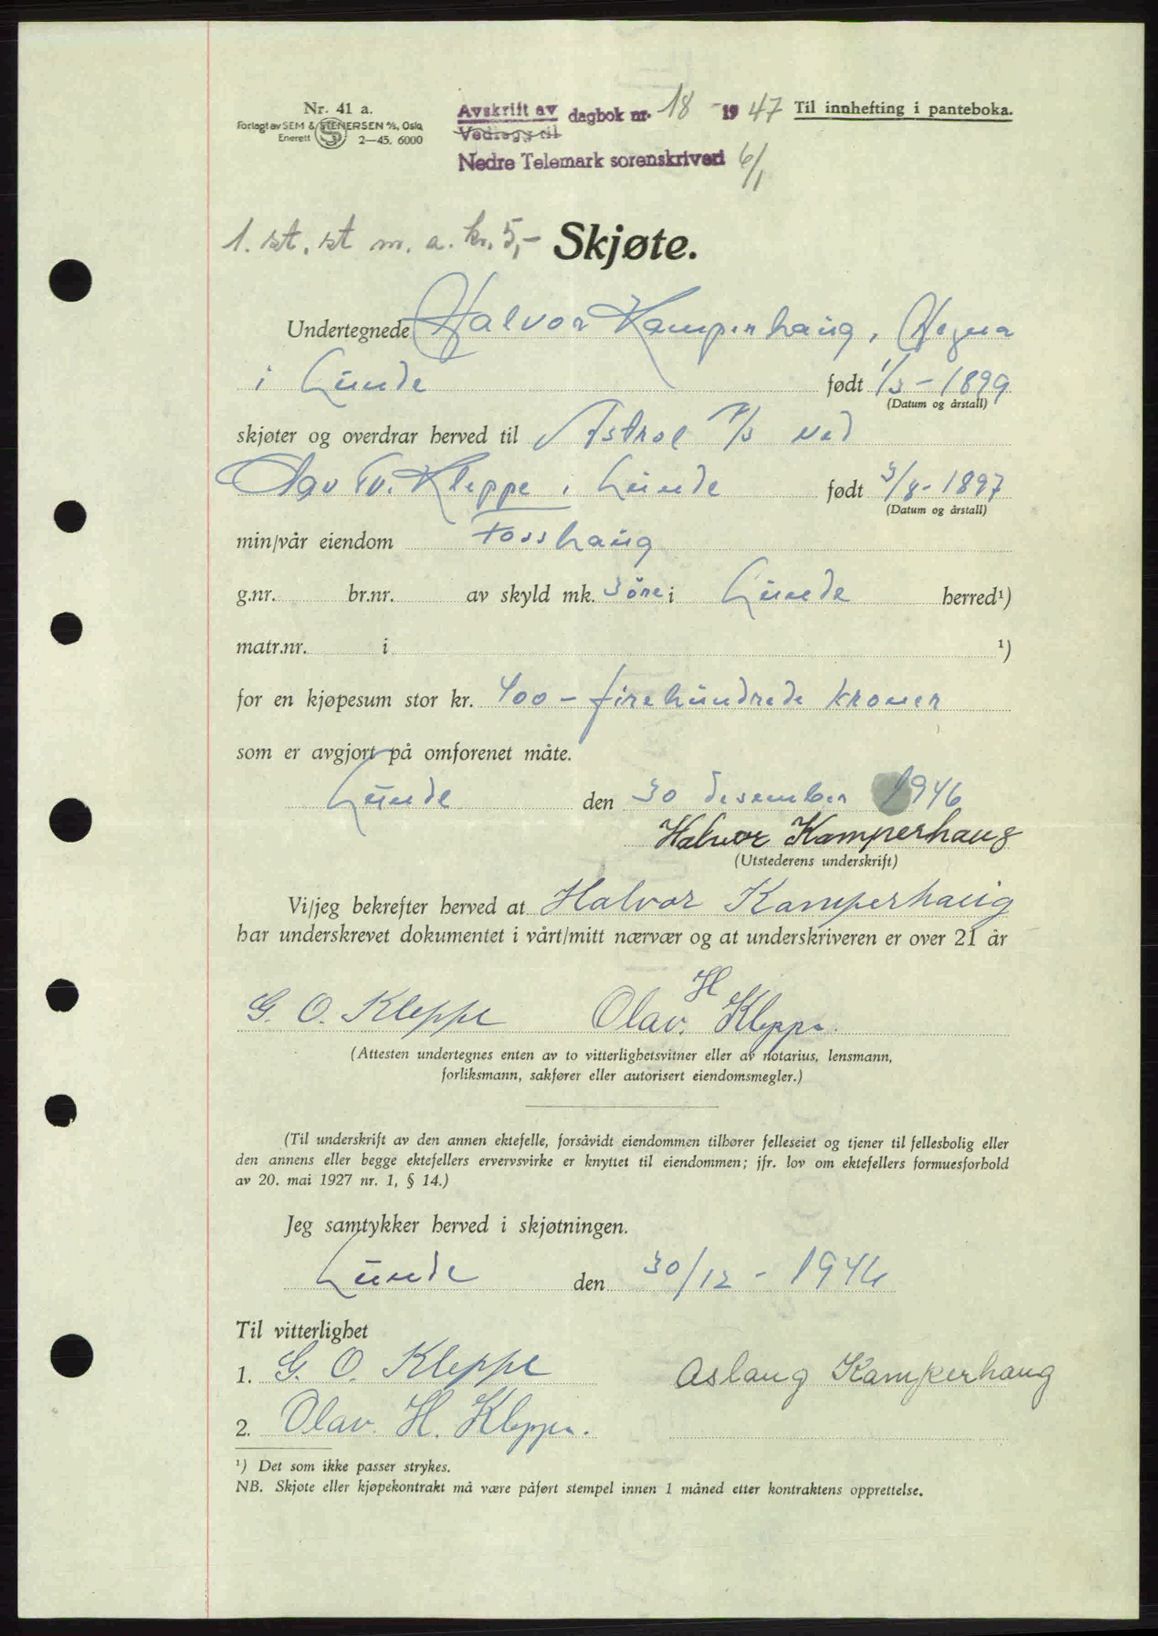 Nr. 41 a.
Forlagt av SEM & STENERSEN A/S, Oslo
Enerett 2—45. 6000
Avskrift av dagbok nr. 18 - 1947 Til innhefting i panteboka.
Vedlegg til
Nedre Telemark sorenskriveri 6/1
1. st. st m. a. kr. 5,- Skjøte.
Undertegnede Halvor Kamperhaug, Hegna
i Lunde født 1/3 - 1899
(Datum og årstall)
skjøter og overdrar herved til Astrol A/S ved
Olav Tv. Kleppe i Lunde født 3/8 - 1897
(Datum og årstall)
min/vår eiendom Fosshaug
g.nr. br.nr. av skyld mk. 3 öre i Lunde herred¹)
matr.nr. i ¹)
for en kjøpesum stor kr. 400 - firehundrede kroner
som er avgjort på omforenet måte.
Lunde den 30 desember 1946
Halvor Kamperhaug
(Utstederens underskrift)
Vi/jeg bekrefter herved at Halvor Kamperhaug
har underskrevet dokumentet i vårt/mitt nærvær og at underskriveren er over 21 år
G. O. Kleppe Olav. H Kleppe.
(Attesten undertegnes enten av to vitterlighetsvitner eller av notarius, lensmann,
forliksmann, sakfører eller autorisert eiendomsmegler.)
(Til underskrift av den annen ektefelle, forsåvidt eiendommen tilhører felleseiet og tjener til fellesbolig eller
den annens eller begge ektefellers ervervsvirke er knyttet til eiendommen; jfr. lov om ektefellers formuesforhold
av 20. mai 1927 nr. 1, § 14.)
Jeg samtykker herved i skjøtningen.
Lunde den 30/12 - 1946
Til vitterlighet
1. G. O. Kleppe Aslaug Kamperhaug
2. Olav. H. Kleppe.
¹) Det som ikke passer strykes.
NB. Skjøte eller kjøpekontrakt må være påført stempel innen 1 måned etter kontraktens opprettelse.